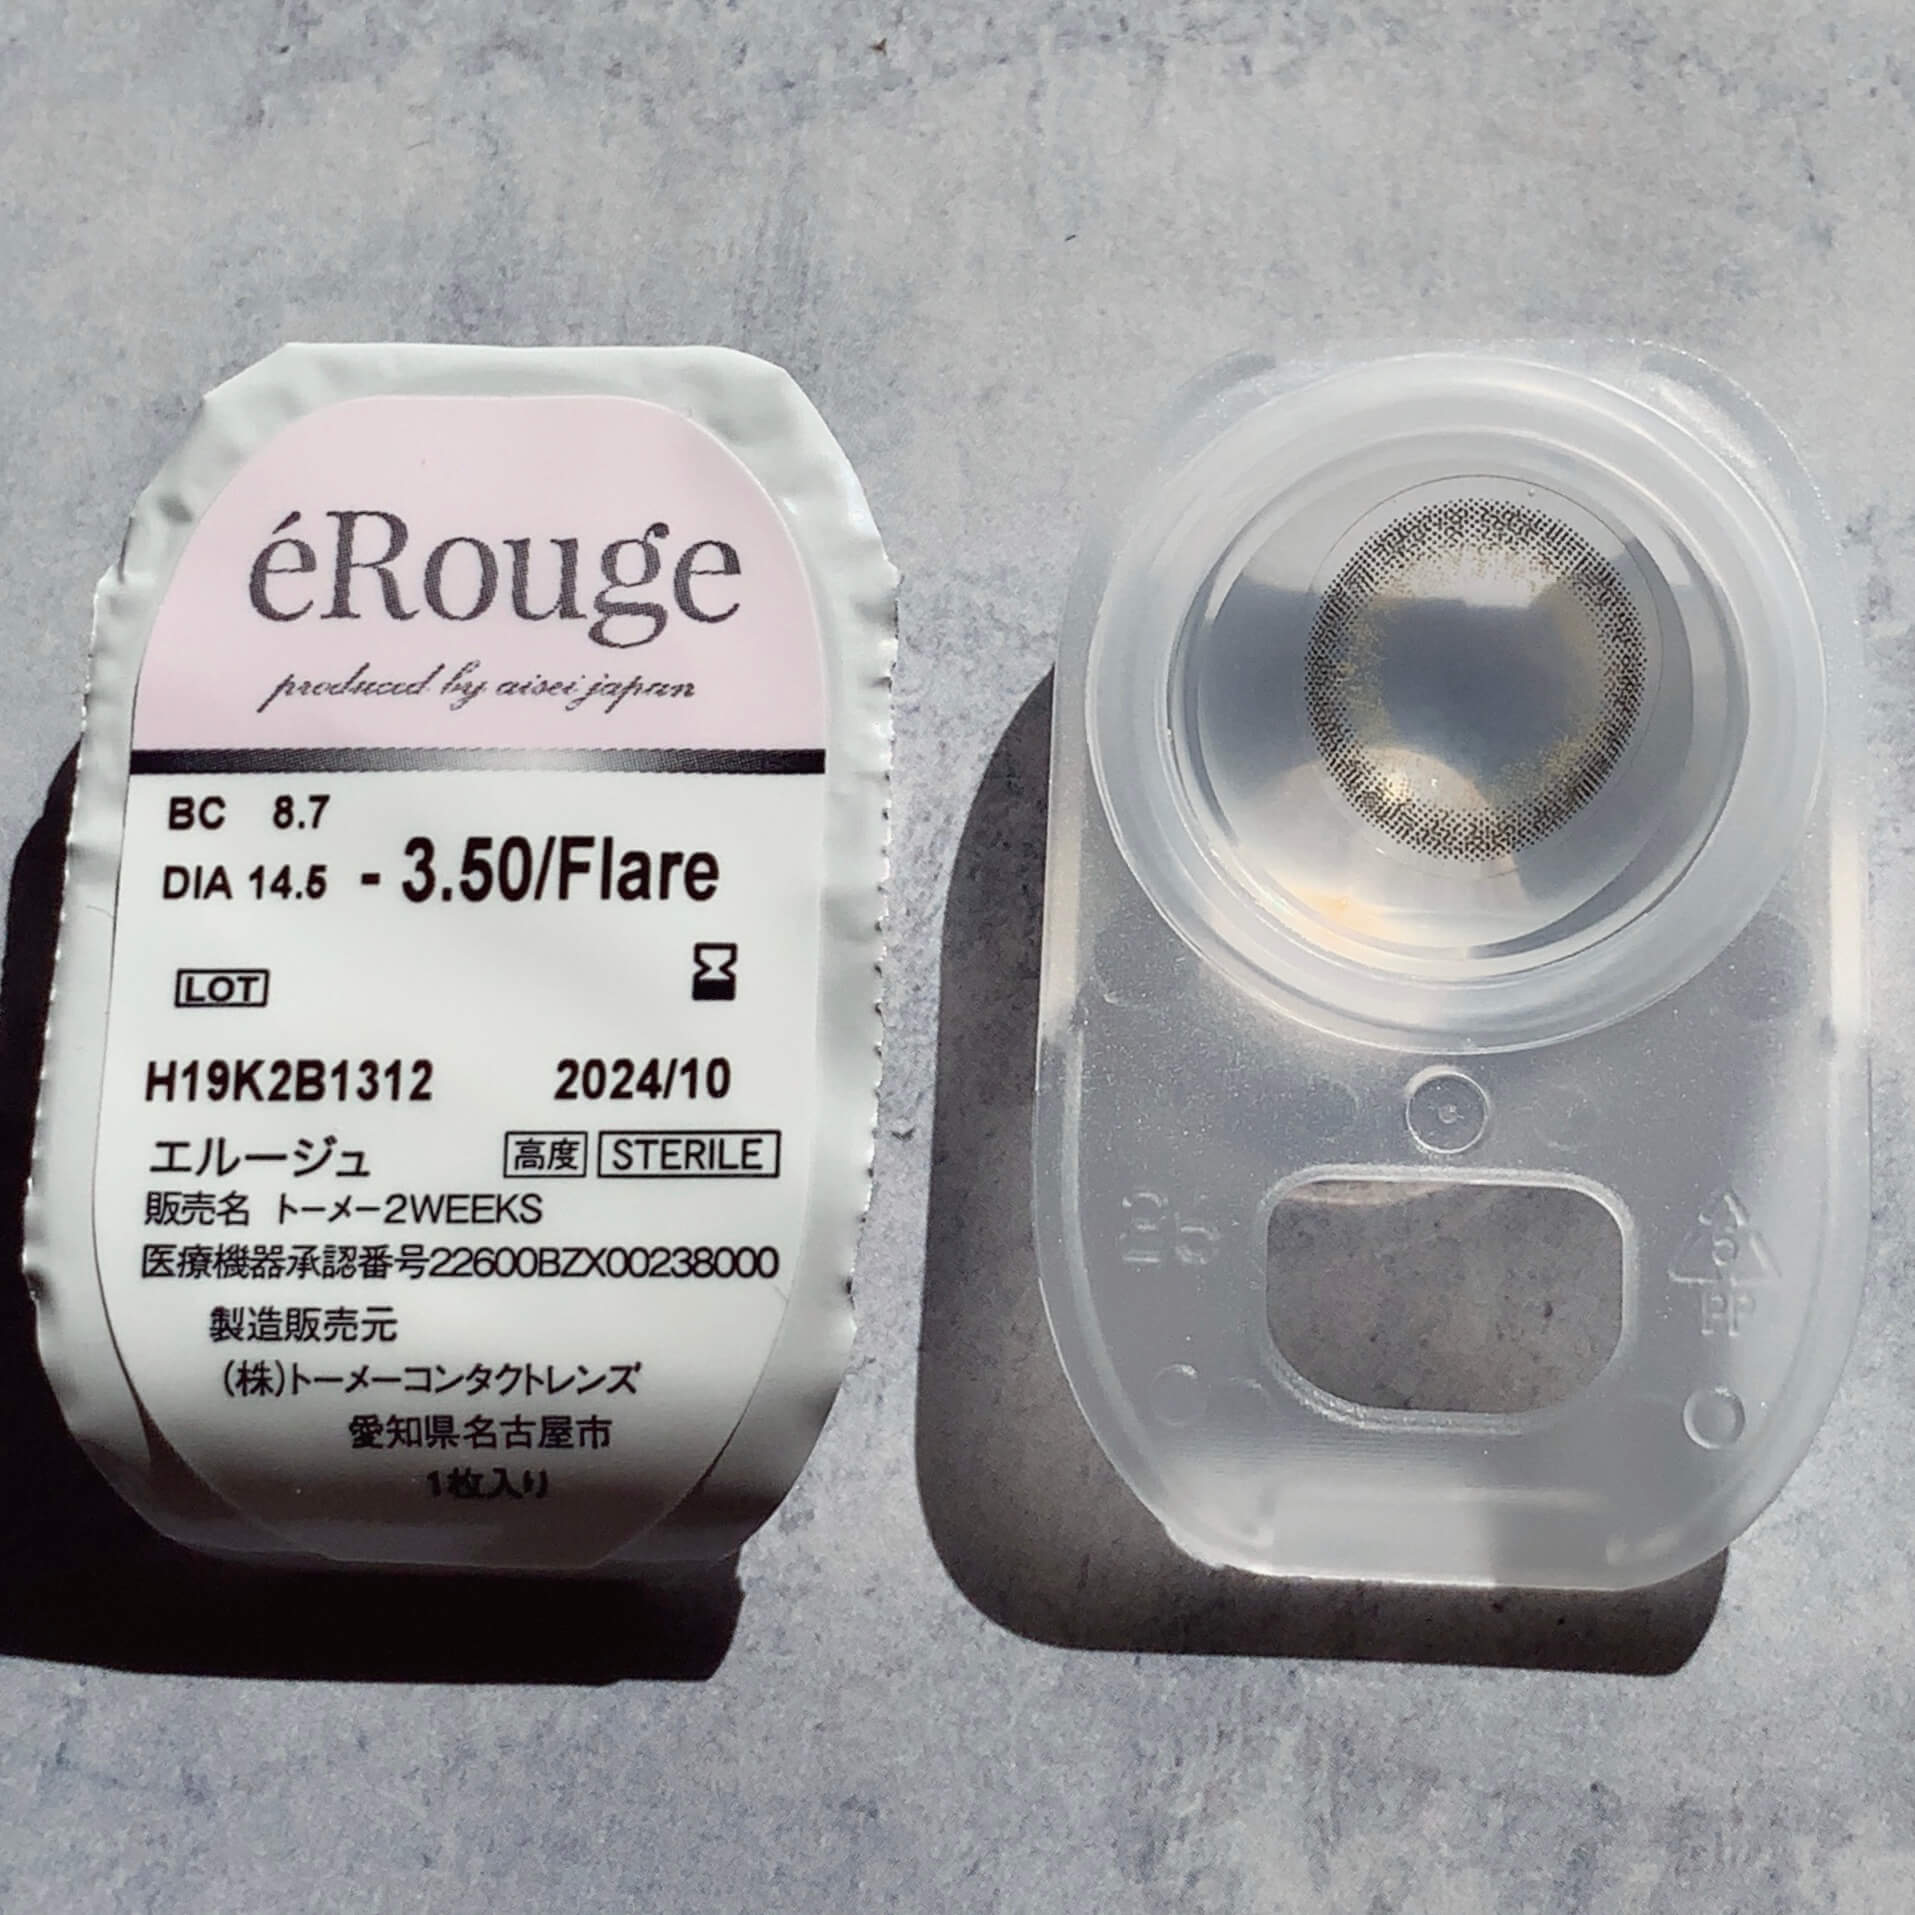 éRouge
produced by aisei japan
BC 8.7
DIA 14.5 - 3.50/Flare
LOT
H19K2B1312 2024/10
エルージュ 高度 STERILE
販売名 トーメー2WEEKS
医療機器承認番号22600BZX00238000
製造販売元
(株)トーメーコンタクトレンズ
愛知県名古屋市
1枚入り
25
5
PP